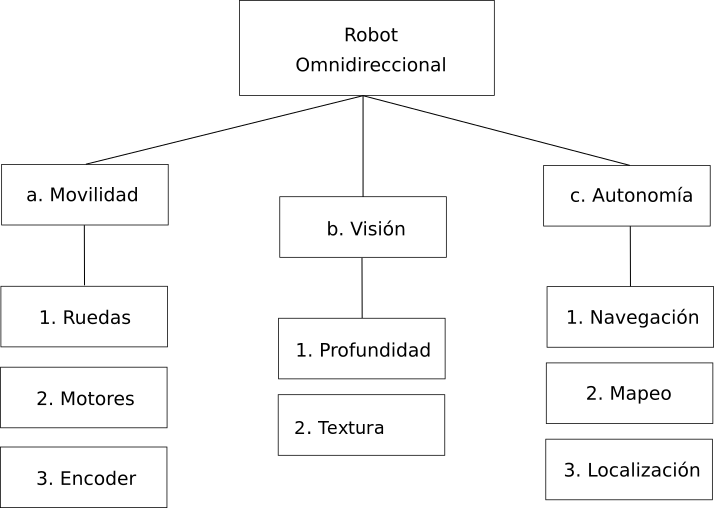 Robot
Omnidireccional
a. Movilidad
b. Visión
c. Autonomía
1. Ruedas
2. Motores
3. Encoder
1. Profundidad
2. Textura
1. Navegación
2. Mapeo
3. Localización